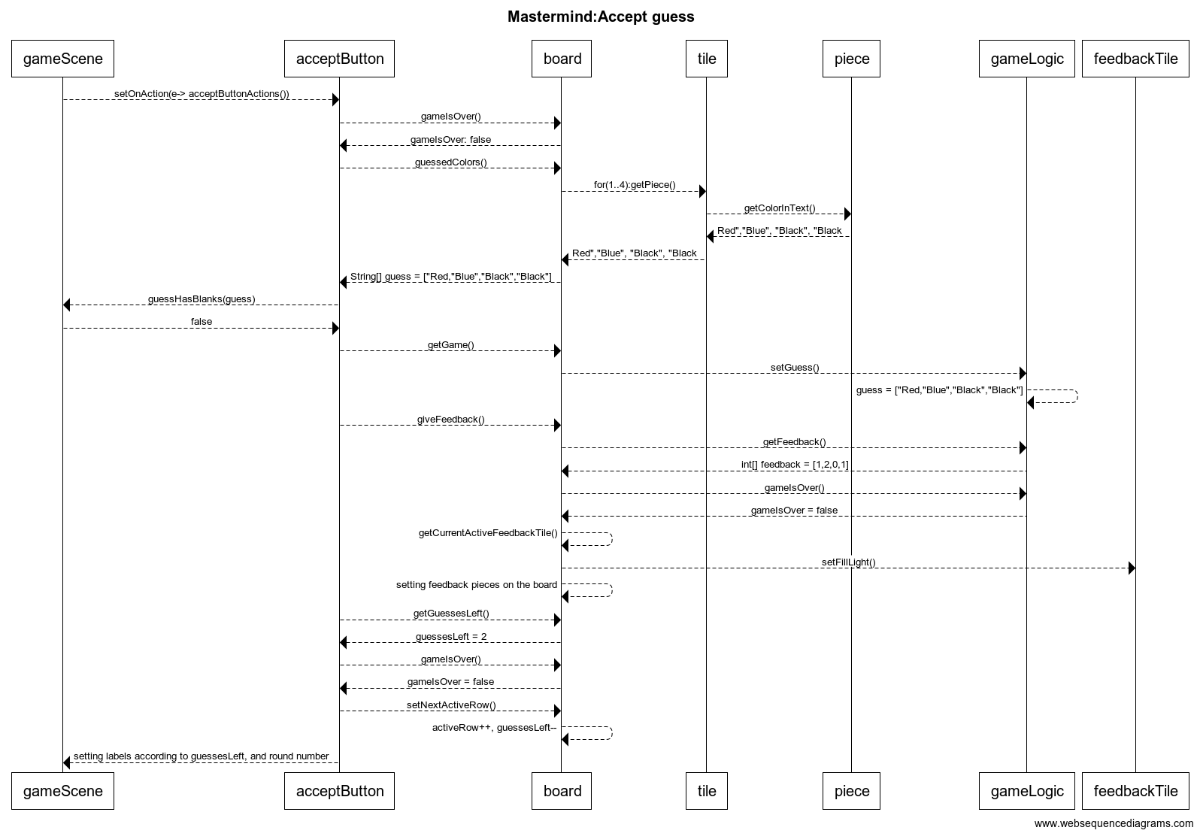 Mastermind:Accept guess
gameScene
acceptButton
board
tile
piece
gameLogic
feedbackTile
setOnAction(e-> acceptButtonActions())
gameIsOver()
gameIsOver: false
guessedColors()
for(1..4):getPiece()
getColorInText()
Red","Blue", "Black", "Black
Red","Blue", "Black", "Black
String[] guess = ["Red,"Blue","Black","Black"]
guessHasBlanks(guess)
false
getGame()
setGuess()
guess = ["Red,"Blue","Black","Black"]
giveFeedback()
getFeedback()
int[] feedback = [1,2,0,1]
gameIsOver()
gameIsOver = false
getCurrentActiveFeedbackTile()
setFillLight()
setting feedback pieces on the board
getGuessesLeft()
guessesLeft = 2
gameIsOver()
gameIsOver = false
setNextActiveRow()
activeRow++, guessesLeft--
setting labels according to guessesLeft, and round number
gameScene
acceptButton
board
tile
piece
gameLogic
feedbackTile
www.websequencediagrams.com